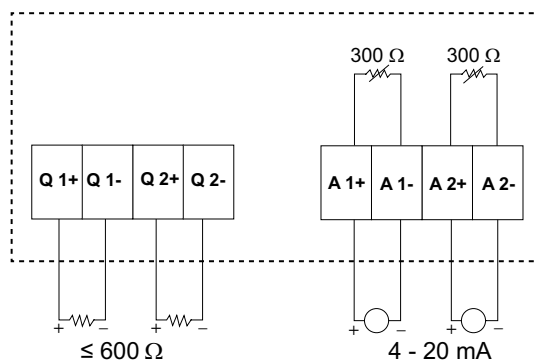 300 Ω 300 Ω
Q 1+ Q 1- Q 2+ Q 2- A 1+ A 1- A 2+ A 2-
+ − + − + − + −
≤ 600 Ω 4 - 20 mA